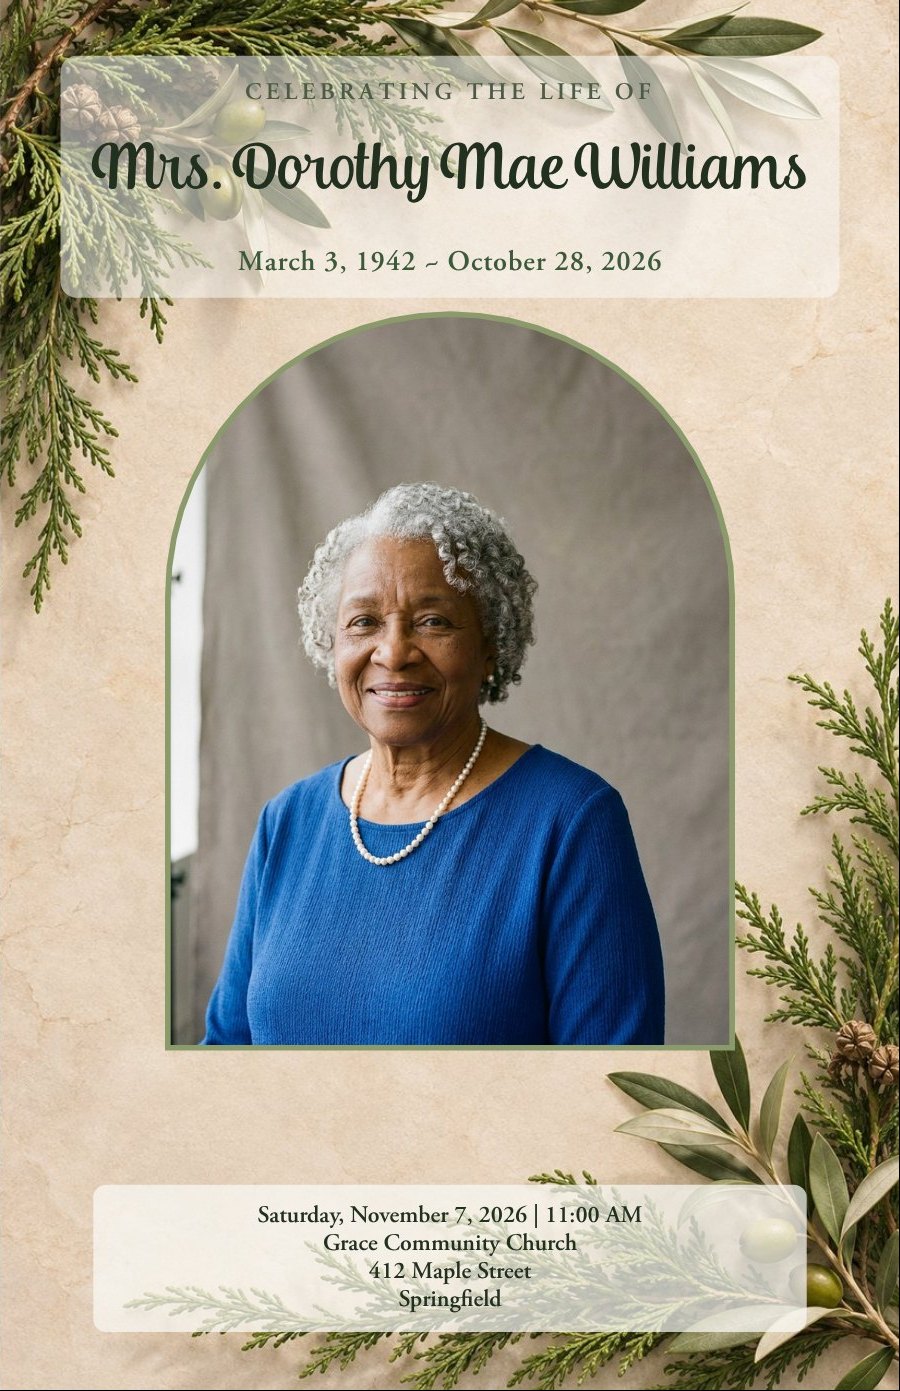 CELEBRATING THE LIFE OF
Mrs. Dorothy Mae Williams
March 3, 1942 ~ October 28, 2026
Saturday, November 7, 2026 | 11:00 AM
Grace Community Church
412 Maple Street
Springfield